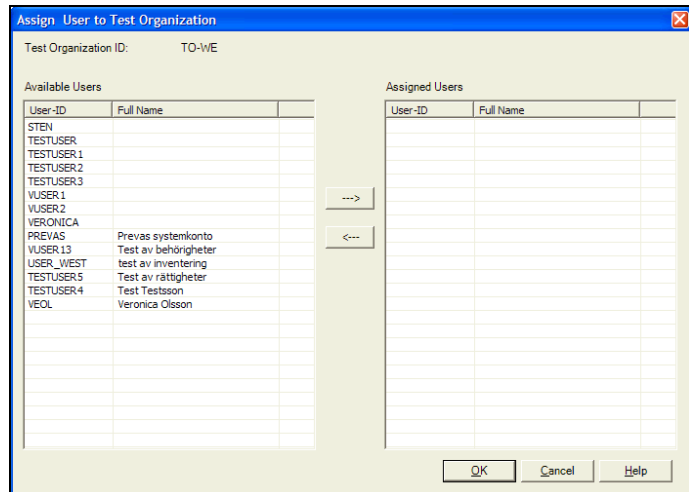 Assign User to Test Organization
Test Organization ID: TO-WE
Available Users
User-ID Full Name
STEN
TESTUSER
TESTUSER1
TESTUSER2
TESTUSER3
VUSER1
VUSER2
VERONICA
PREVAS Prevas systemkonto
VUSER13 Test av behörigheter
USER_WEST test av inventering
TESTUSER5 Test av rättigheter
TESTUSER4 Test Testsson
VEOL Veronica Olsson
--->
<---
Assigned Users
User-ID Full Name
OK Cancel Help